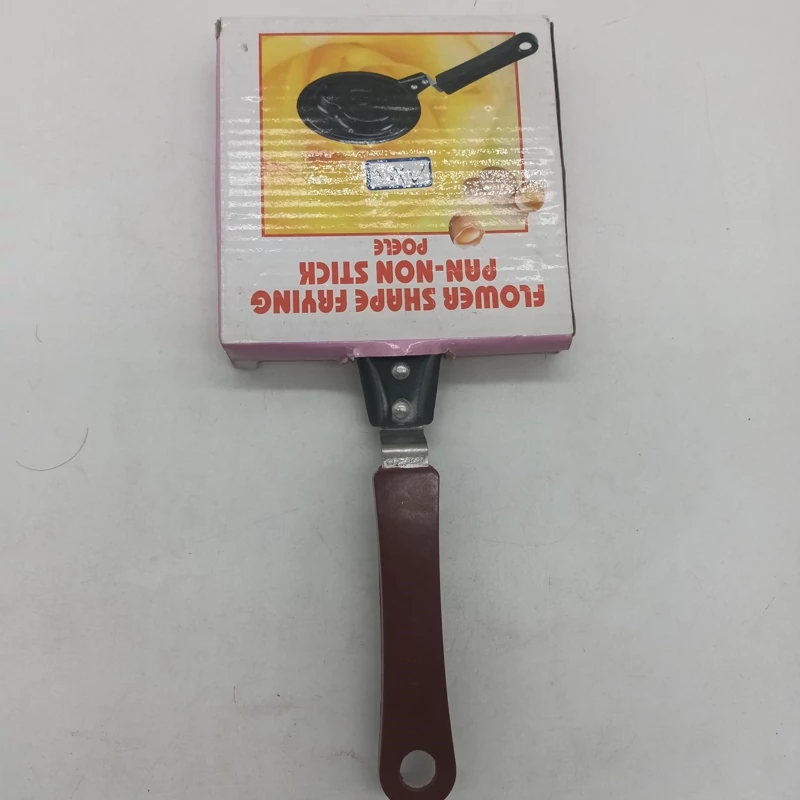 FLOWER SHAPE FRYING
PAN-NON STICK
POELE